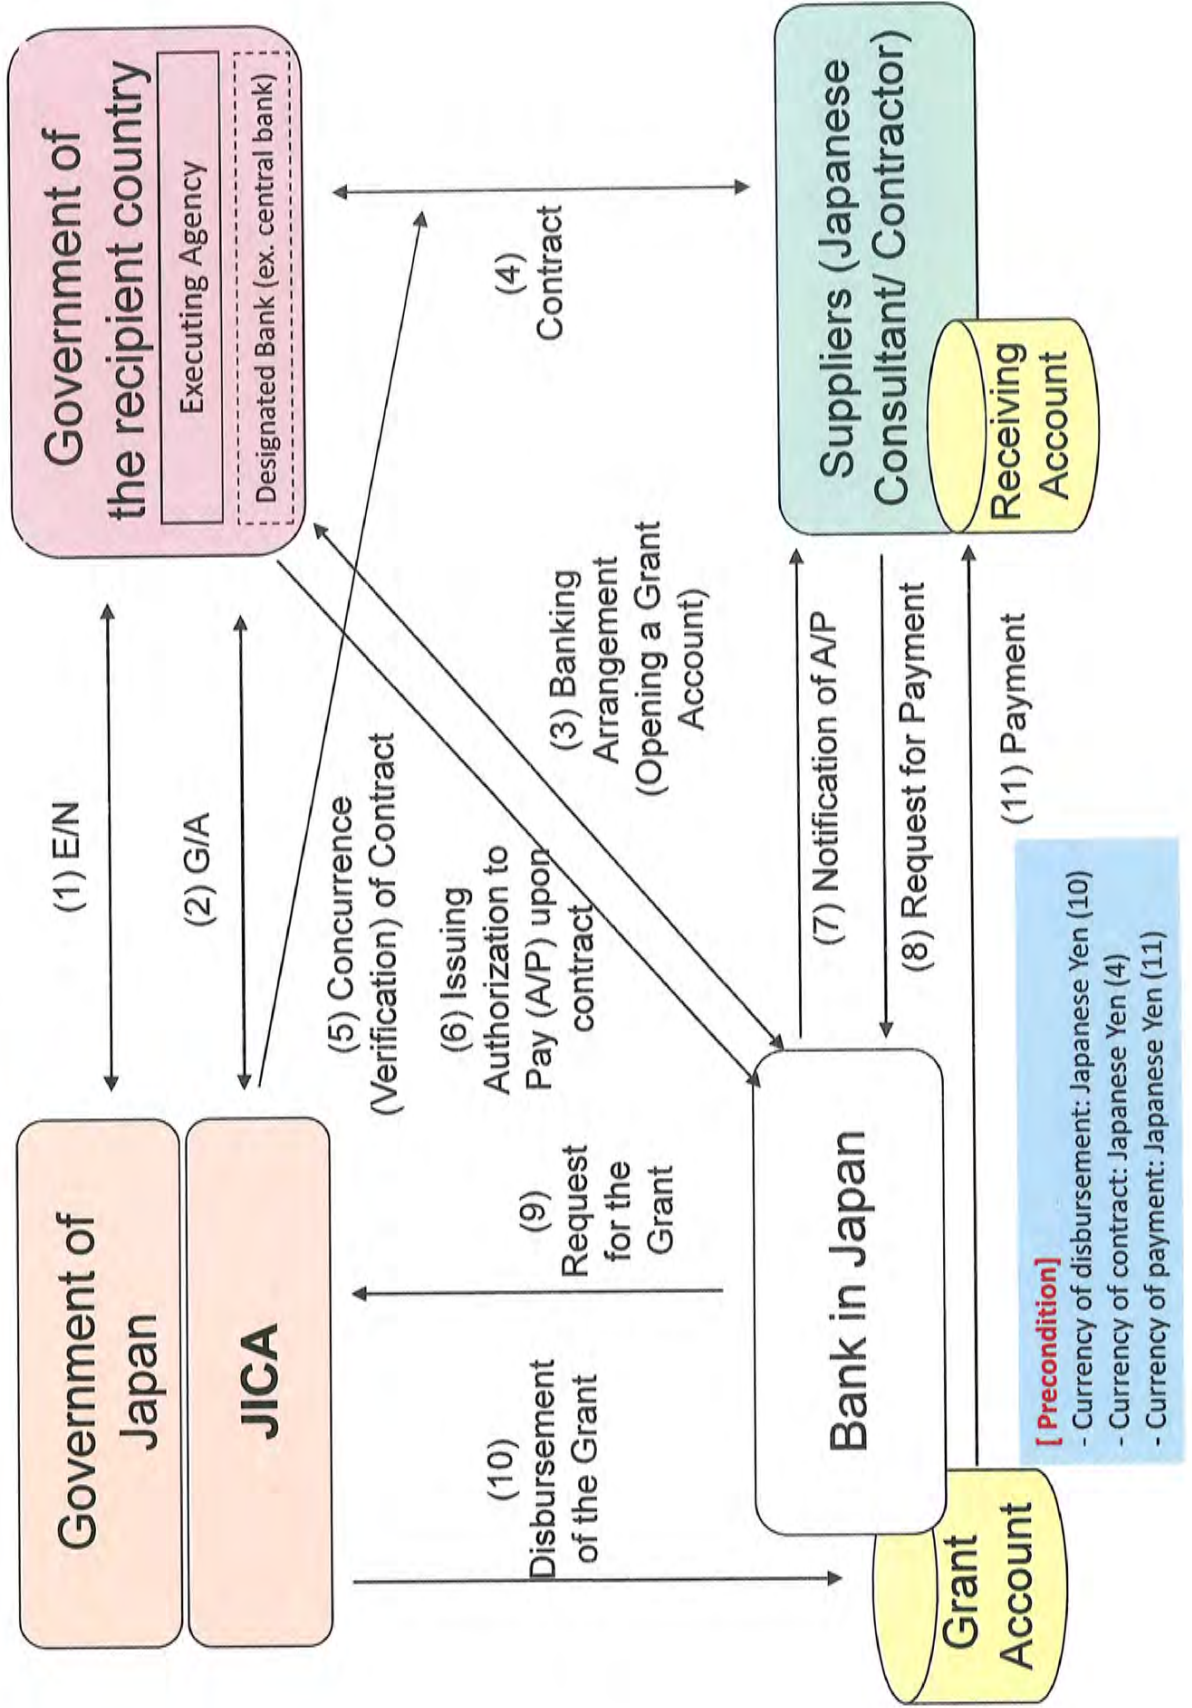 Government of
Japan
JICA
(1) E/N
(2) G/A
Government of
the recipient country
Executing Agency
Designated Bank (ex. central bank)
(5) Concurrence
(Verification) of Contract
(6) Issuing
Authorization to
Pay (A/P) upon
contract
(9)
Request
for the
Grant
(10)
Disbursement
of the Grant
(3) Banking
Arrangement
(Opening a Grant
Account)
(4)
Contract
Bank in Japan
Grant
Account
(7) Notification of A/P
(8) Request for Payment
(11) Payment
Suppliers (Japanese
Consultant/ Contractor)
Receiving
Account
[ Precondition]
- Currency of disbursement: Japanese Yen (10)
- Currency of contract: Japanese Yen (4)
- Currency of payment: Japanese Yen (11)